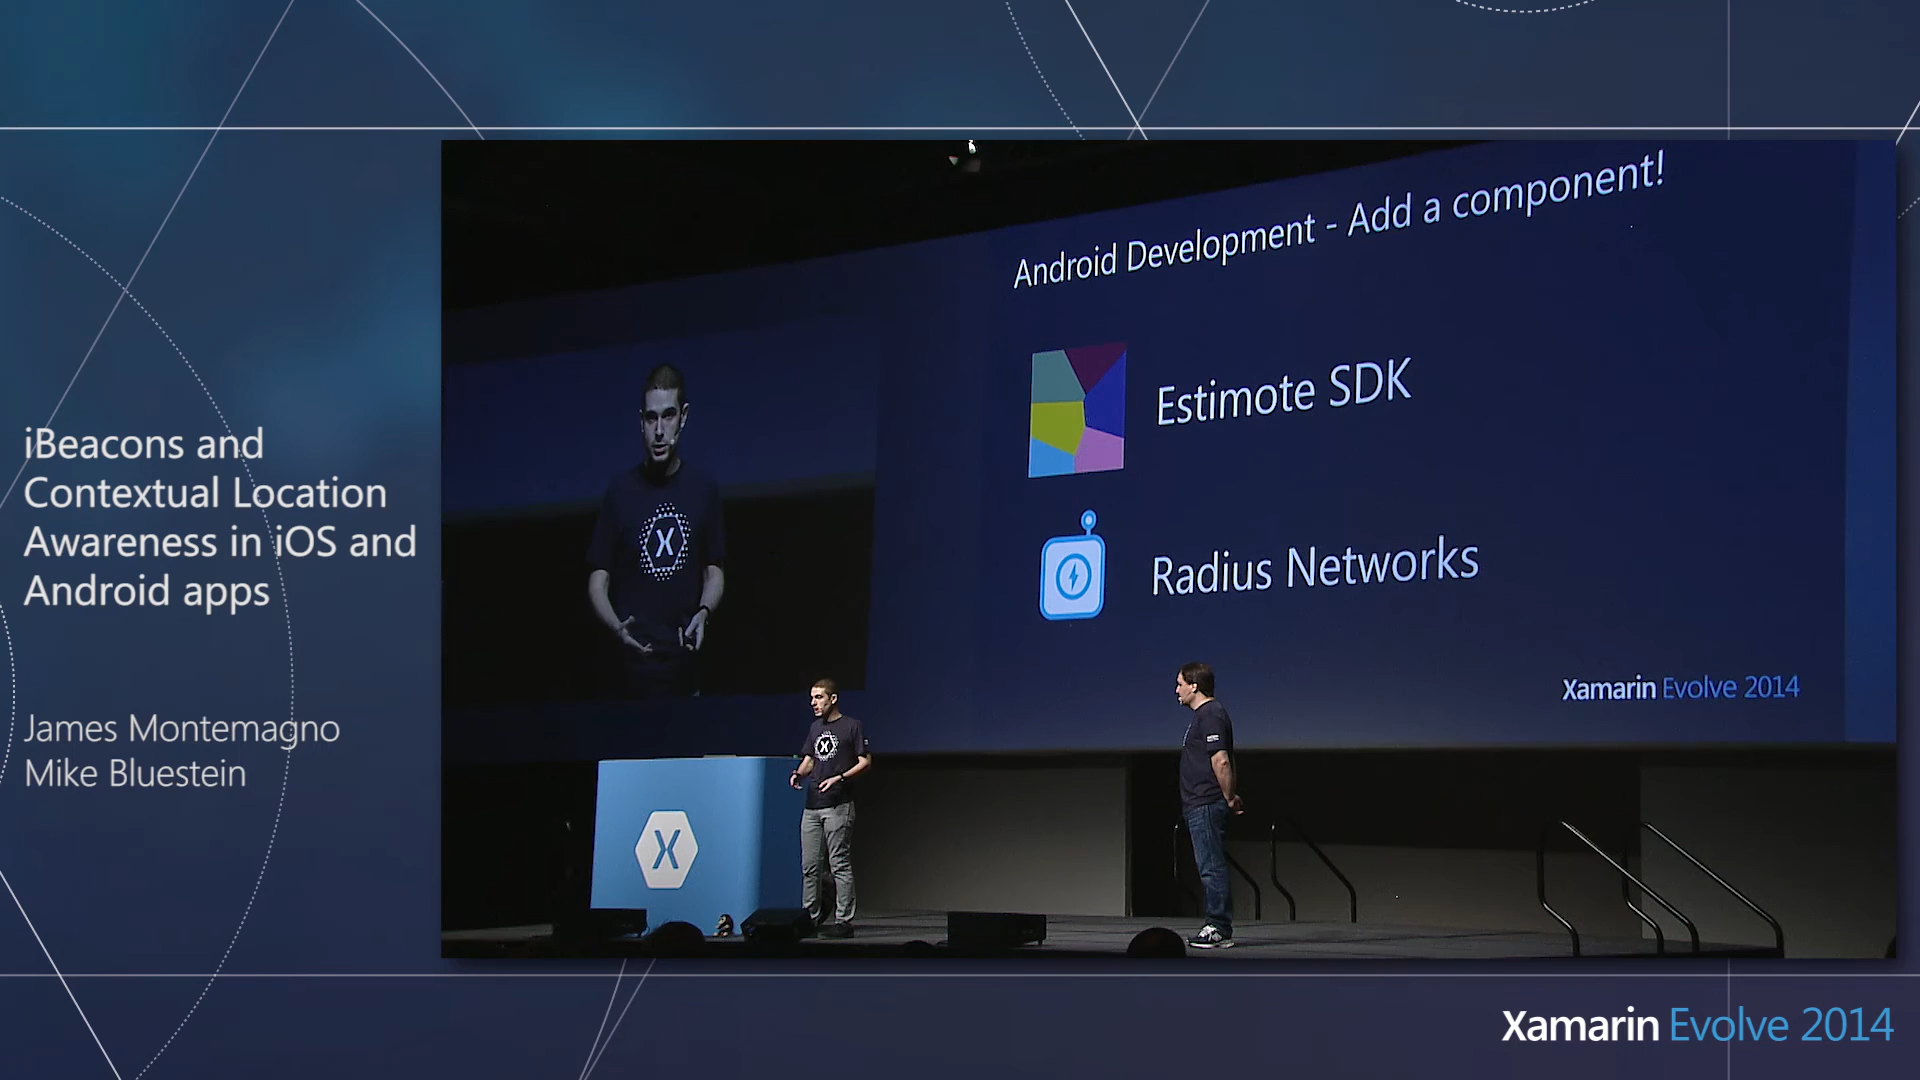 iBeacons and
Contextual Location
Awareness in iOS and
Android apps
James Montemagno
Mike Bluestein
Android Development - Add a component!
Estimote SDK
Radius Networks
Xamarin Evolve 2014
X
X
X
Xamarin Evolve 2014